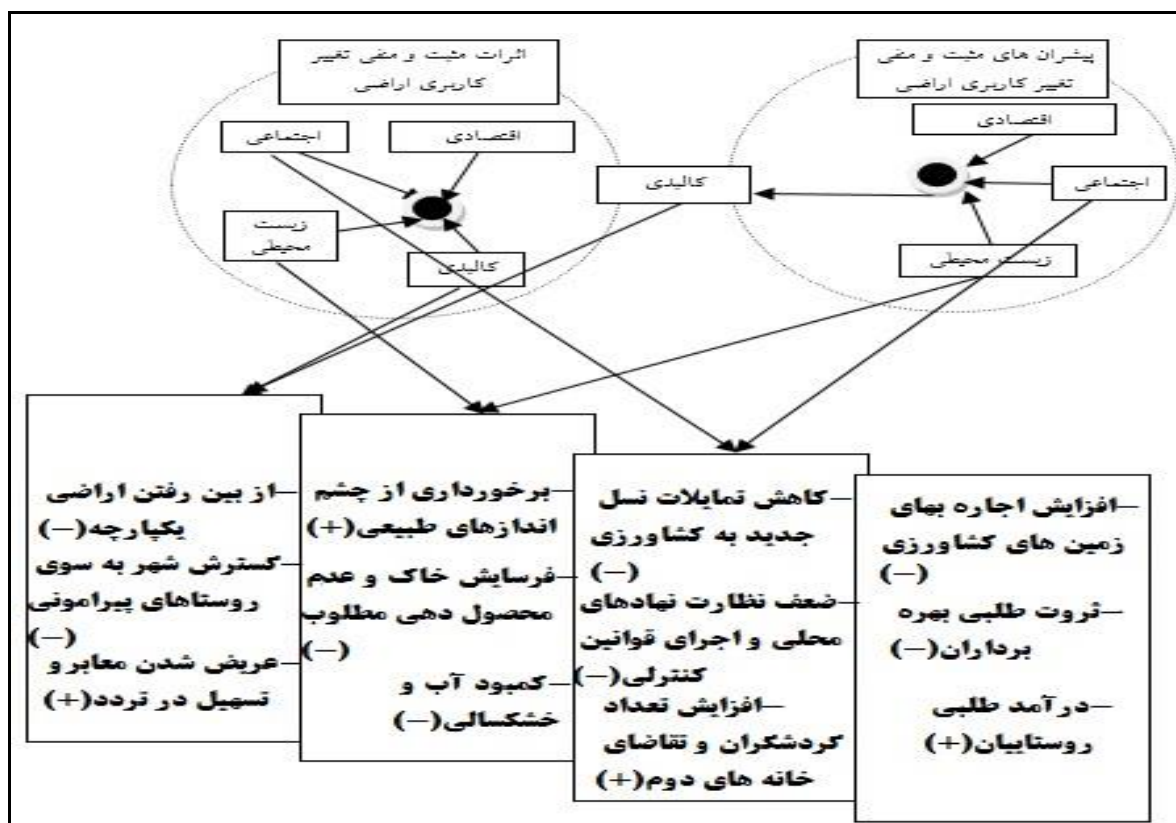 پیشران های مثبت و منفی
تغییر کاربری اراضی
اقتصادی
اجتماعی
زیست محیطی
کالبدی
اثرات مثبت و منفی تغییر
کاربری اراضی
اقتصادی
اجتماعی
زیست
محیطی
کالبدی
–افزایش اجاره بهای
زمین های کشاورزی
(–)
–ثروت طلبی بهره
برداران(–)
–درآمد طلبی
روستاییان(+)
–کاهش تمایلات نسل
جدید به کشاورزی
(–)
–ضعف نظارت نهادهای
محلی و اجرای قوانین
کنترلی(–)
–افزایش تعداد
گردشگران و تقاضای
خانه های دوم(+)
–برخورداری از چشم
اندازهای طبیعی(+)
–فرسایش خاک و عدم
محصول دهی مطلوب
(–)
–کمبود آب و
خشکسالی(–)
–از بین رفتن اراضی
یکپارچه(–)
–گسترش شهر به سوی
روستاهای پیرامونی
(–)
–عریض شدن معابر و
تسهیل در تردد(+)